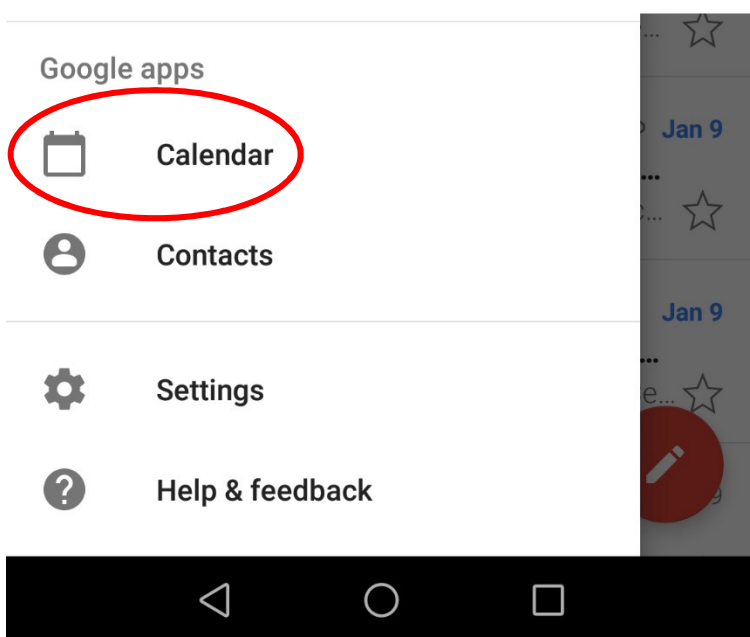 Google apps
Calendar
Jan 9
Contacts
Jan 9
Settings
Help & feedback